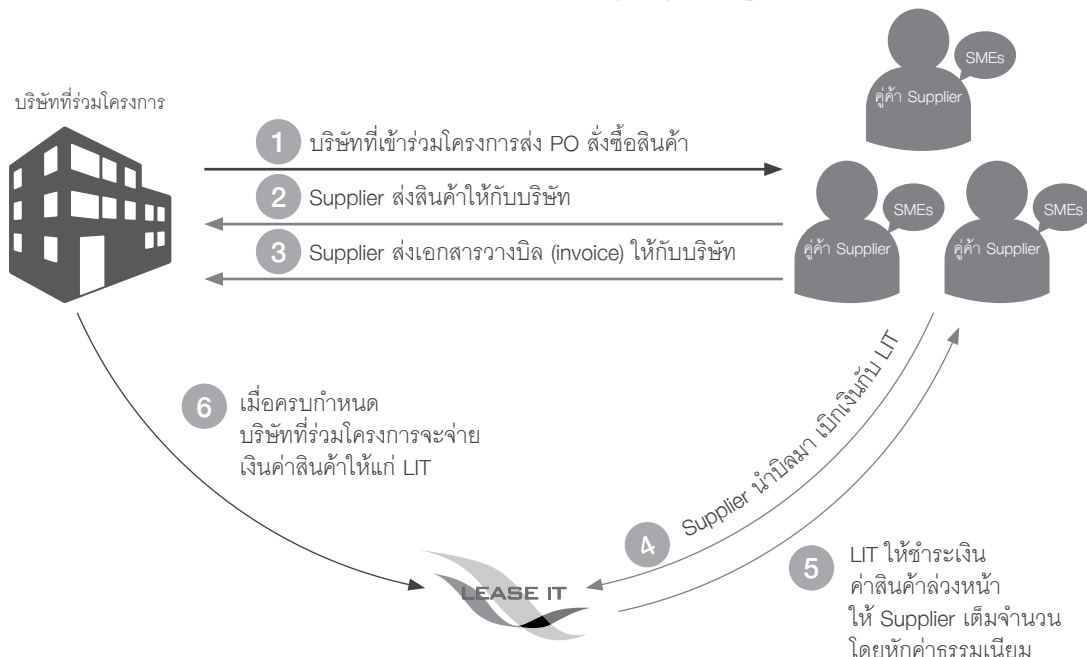 SMEs
คู่ค้า Supplier
บริษัทที่ร่วมโครงการ
1 บริษัทที่เข้าร่วมโครงการส่ง PO สั่งซื้อสินค้า
2 Supplier ส่งสินค้าให้กับบริษัท
3 Supplier ส่งเอกสารวางบิล (invoice) ให้กับบริษัท
SMEs
คู่ค้า Supplier
SMEs
คู่ค้า Supplier
6 เมื่อครบกำหนด
บริษัทที่ร่วมโครงการจะจ่าย
เงินค่าสินค้าให้แก่ LIT
4 Supplier นำบิลมา เบิกเงินกับ LIT
5 LIT ให้ชำระเงิน
ค่าสินค้าล่วงหน้า
ให้ Supplier เต็มจำนวน
โดยหักค่าธรรมเนียม
LEASE IT